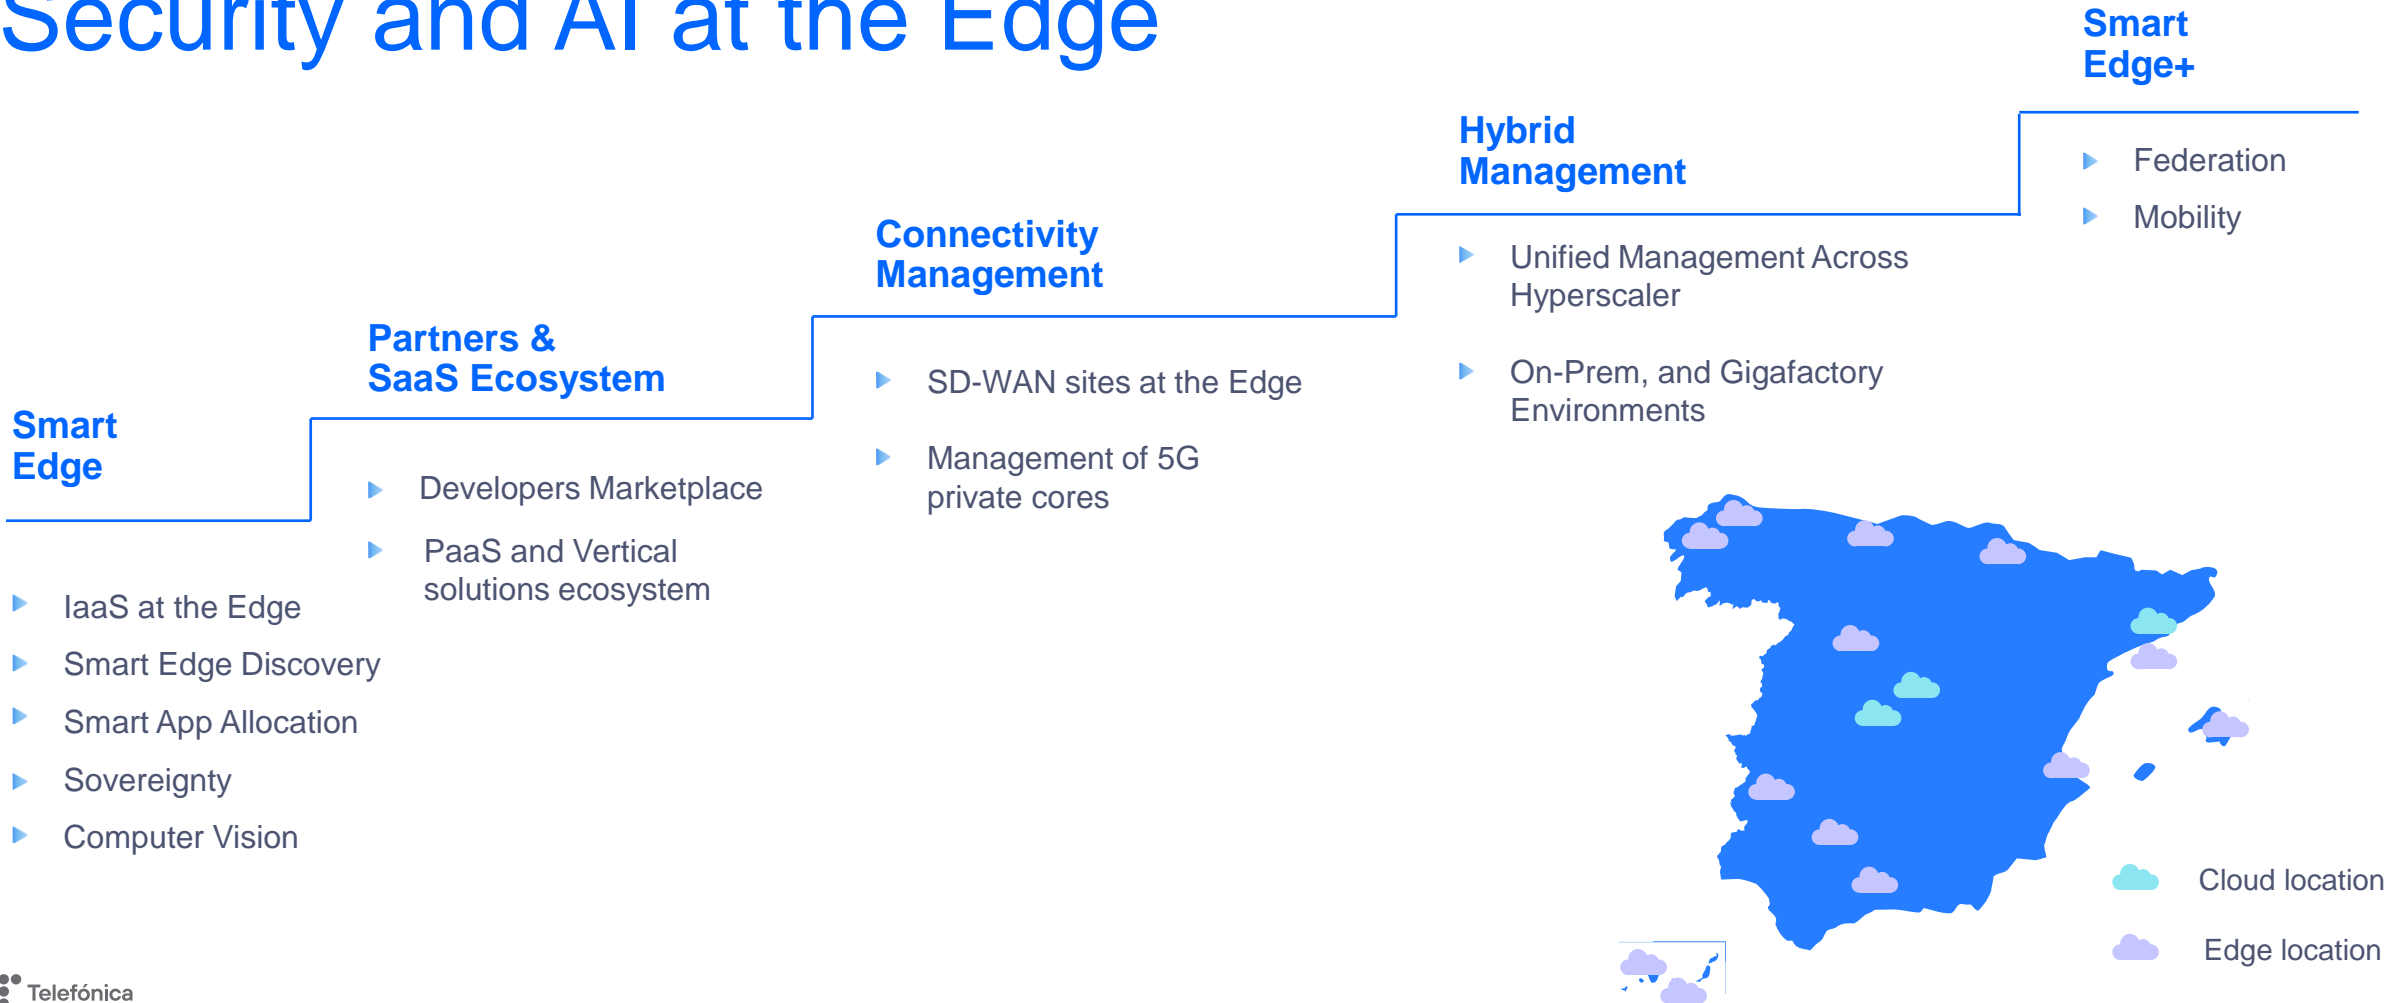 Security and AI at the Edge
Smart
Edge
IaaS at the Edge
Smart Edge Discovery
Smart App Allocation
Sovereignty
Computer Vision
Partners &
SaaS Ecosystem
Developers Marketplace
PaaS and Vertical
solutions ecosystem
Connectivity
Management
SD-WAN sites at the Edge
Management of 5G
private cores
Hybrid
Management
Unified Management Across
Hyperscaler
On-Prem, and Gigafactory
Environments
Smart
Edge+
Federation
Mobility
Cloud location
Edge location
Telefónica